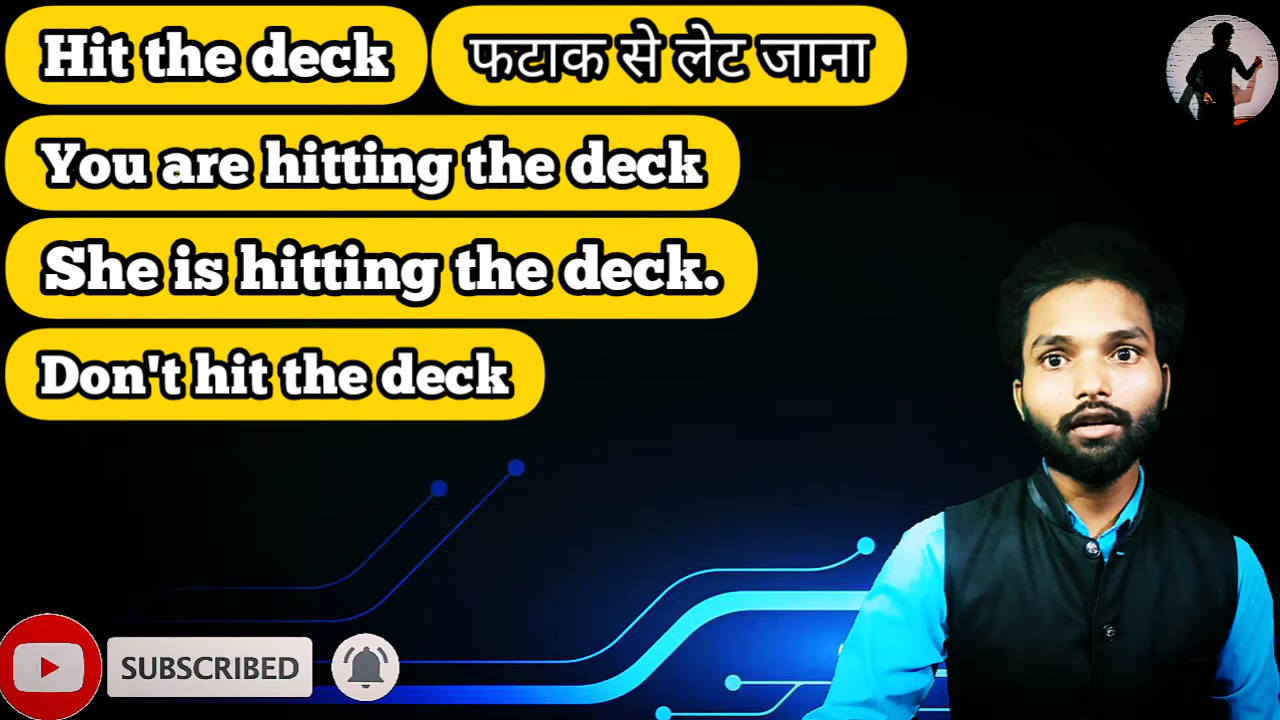 Hit the deck फटाक से लेट जाना
You are hitting the deck
She is hitting the deck.
Don't hit the deck
SUBSCRIBED